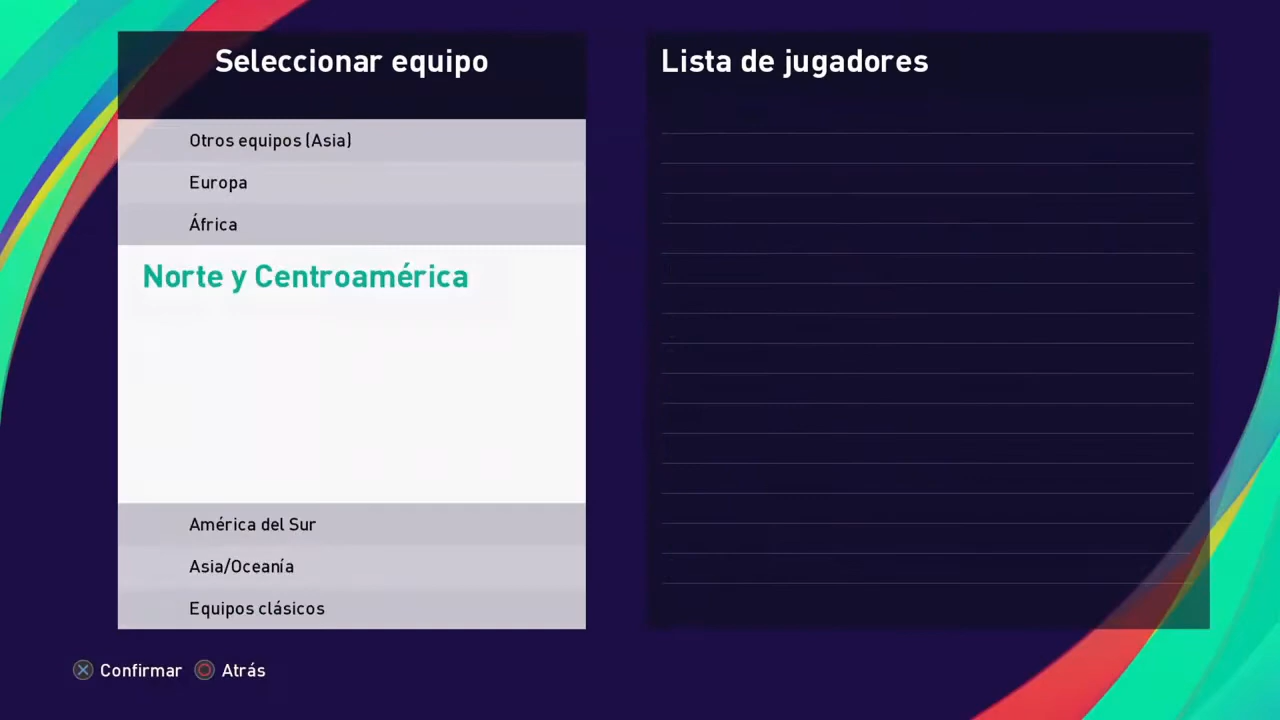 Seleccionar equipo
Otros equipos (Asia)
Europa
África
Norte y Centroamérica
América del Sur
Asia/Oceanía
Equipos clásicos
Lista de jugadores
Confirmar Atrás